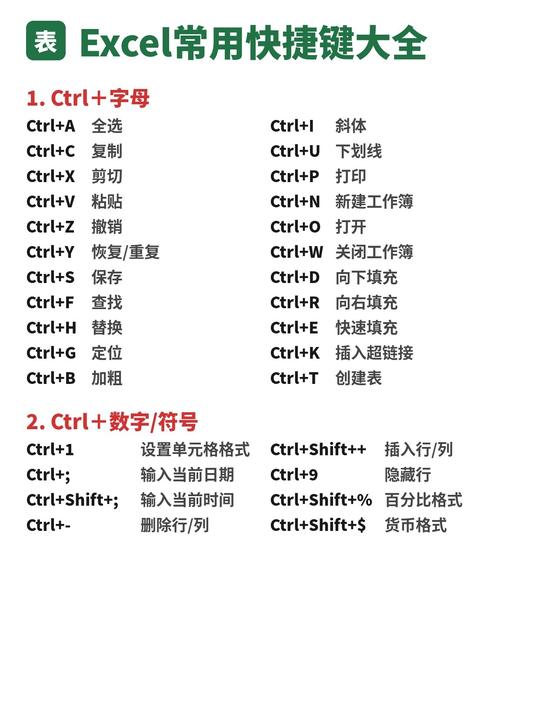 表 Excel常用快捷键大全
1. Ctrl＋字母
Ctrl+A 全选
Ctrl+C 复制
Ctrl+X 剪切
Ctrl+V 粘贴
Ctrl+Z 撤销
Ctrl+Y 恢复/重复
Ctrl+S 保存
Ctrl+F 查找
Ctrl+H 替换
Ctrl+G 定位
Ctrl+B 加粗
Ctrl+I 斜体
Ctrl+U 下划线
Ctrl+P 打印
Ctrl+N 新建工作簿
Ctrl+O 打开
Ctrl+W 关闭工作簿
Ctrl+D 向下填充
Ctrl+R 向右填充
Ctrl+E 快速填充
Ctrl+K 插入超链接
Ctrl+T 创建表
2. Ctrl＋数字/符号
Ctrl+1 设置单元格格式
Ctrl+; 输入当前日期
Ctrl+Shift+; 输入当前时间
Ctrl+- 删除行/列
Ctrl+Shift++ 插入行/列
Ctrl+9 隐藏行
Ctrl+Shift+% 百分比格式
Ctrl+Shift+$ 货币格式